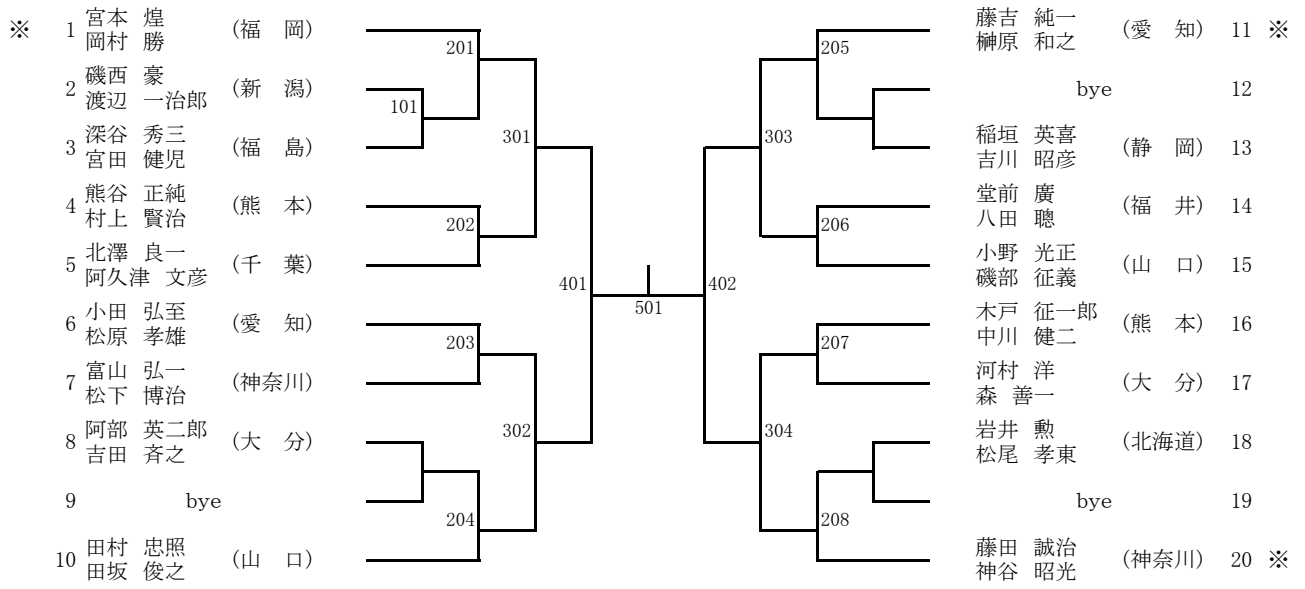 ※ 1 宮本 煌 岡村 勝 (福 岡)
2 磯西 豪 渡辺 一治郎 (新 潟)
3 深谷 秀三 宮田 健児 (福 島)
4 熊谷 正純 村上 賢治 (熊 本)
5 北澤 良一 阿久津 文彦 (千 葉)
6 小田 弘至 松原 孝雄 (愛 知)
7 富山 弘一 松下 博治 (神奈川)
8 阿部 英二郎 吉田 斉之 (大 分)
9 bye
10 田村 忠照 田坂 俊之 (山 口)
201
101
301
202
401
203
302
204
501
205
303
206
402
207
304
208
藤吉 純一 榊原 和之 (愛 知) 11 ※
bye 12
稲垣 英喜 吉川 昭彦 (静 岡) 13
堂前 廣 八田 聰 (福 井) 14
小野 光正 磯部 征義 (山 口) 15
木戸 征一郎 中川 健二 (熊 本) 16
河村 洋 森 善一 (大 分) 17
岩井 勲 松尾 孝東 (北海道) 18
bye 19
藤田 誠治 神谷 昭光 (神奈川) 20 ※